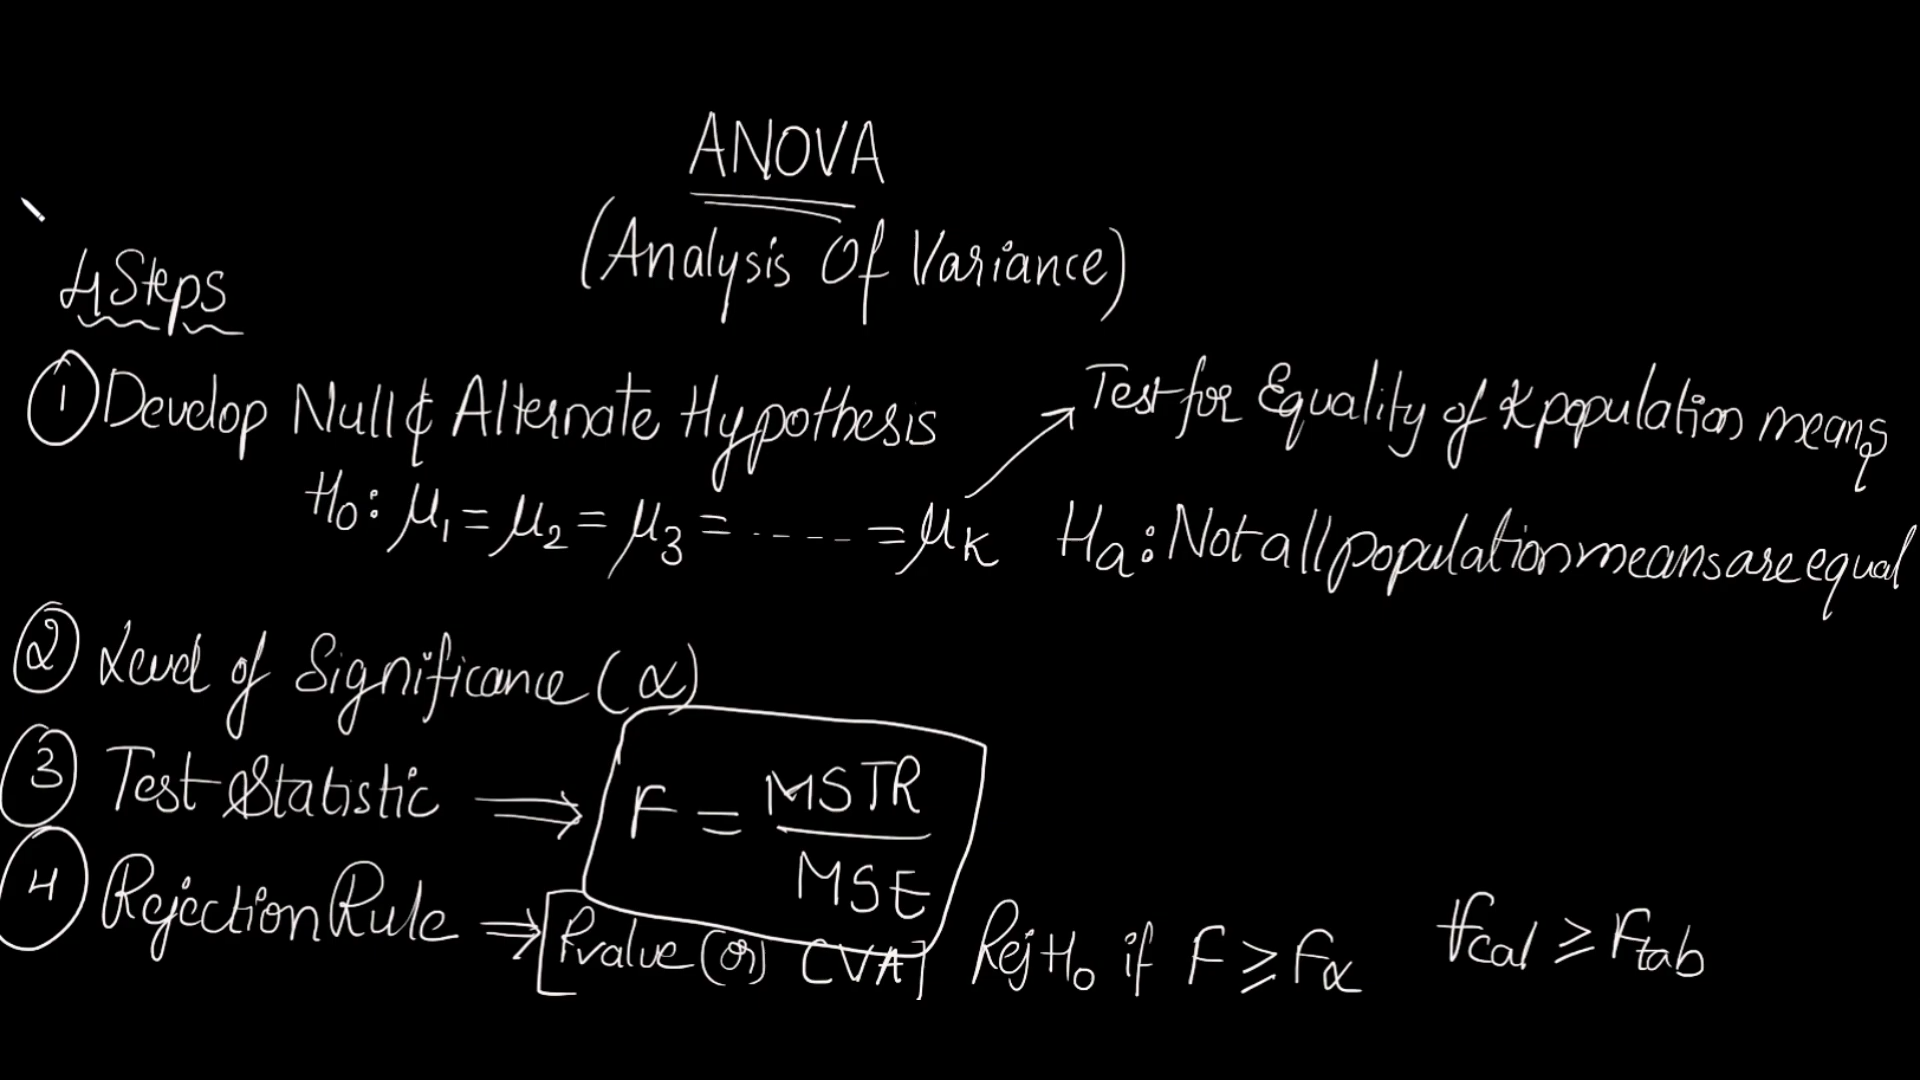 ANOVA
(Analysis Of Variance)
4 Steps
① Develop Null & Alternate Hypothesis
Test for Equality of K population means
H₀: μ₁ = μ₂ = μ₃ = ..... = μK
Ha: Not all population means are equal
② Level of Significance (α)
③ Test Statistic ⇒ F = MSTR / MSE
④ Rejection Rule ⇒ [Pvalue (or) CVA] Rej H₀ if F ≥ Fα Fcal ≥ Ftab